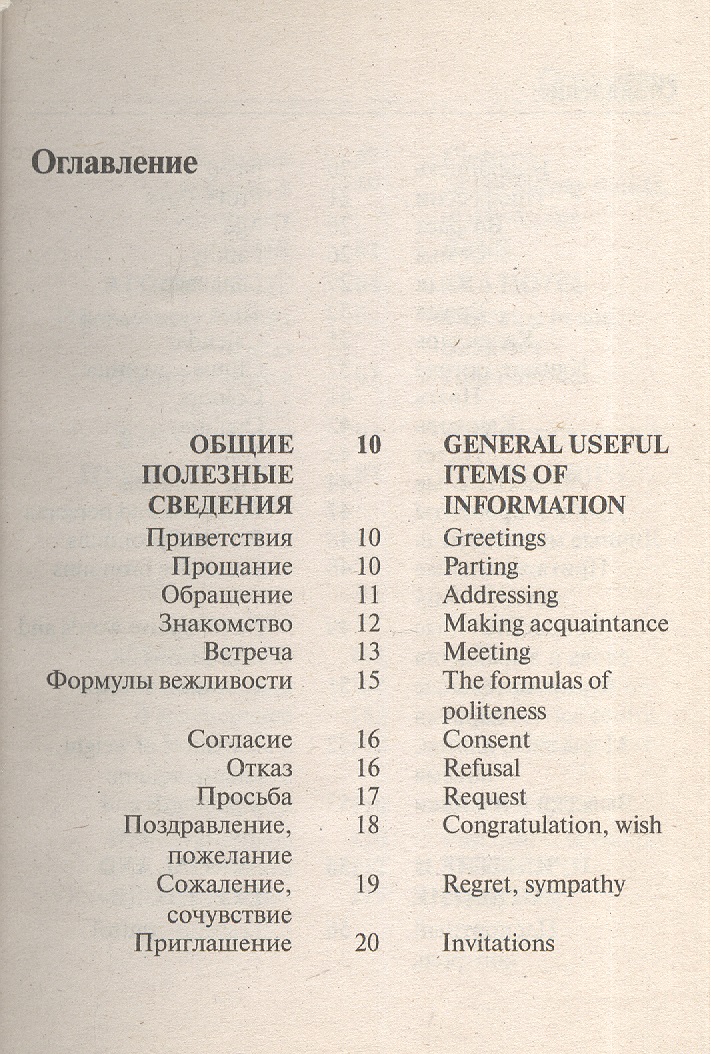 Оглавление
ОБЩИЕ 10 GENERAL USEFUL
ПОЛЕЗНЫЕ ITEMS OF
СВЕДЕНИЯ INFORMATION
Приветствия 10 Greetings
Прощание 10 Parting
Обращение 11 Addressing
Знакомство 12 Making acquaintance
Встреча 13 Meeting
Формулы вежливости 15 The formulas of
politeness
Согласие 16 Consent
Отказ 16 Refusal
Просьба 17 Request
Поздравление, 18 Congratulation, wish
пожелание
Сожаление, 19 Regret, sympathy
сочувствие
Приглашение 20 Invitations